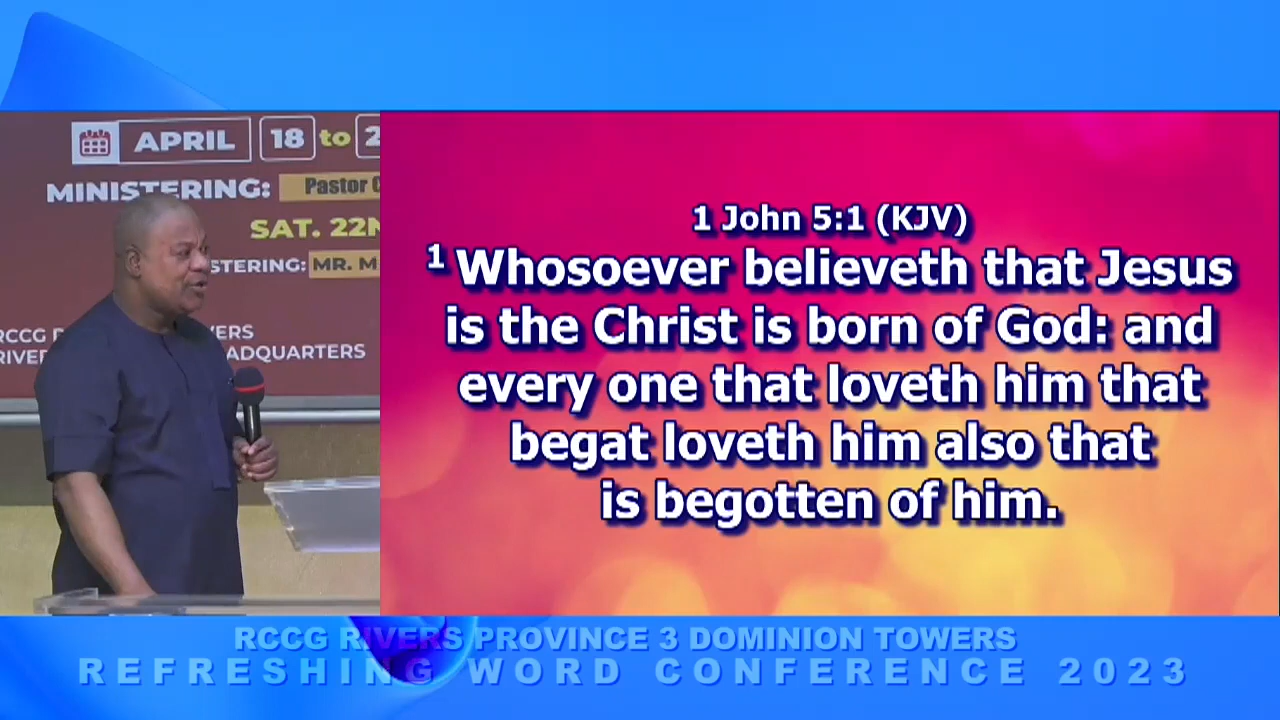 APRIL 18 to
MINISTERING: Pastor
SAT.
MR.
RCCG
HEADQUARTERS
1 John 5:1 (KJV)
1 Whosoever believeth that Jesus
is the Christ is born of God: and
every one that loveth him that
begat loveth him also that
is begotten of him.
RCCG RIVERS PROVINCE 3 DOMINION TOWERS
REFRESHING WORD CONFERENCE 2023